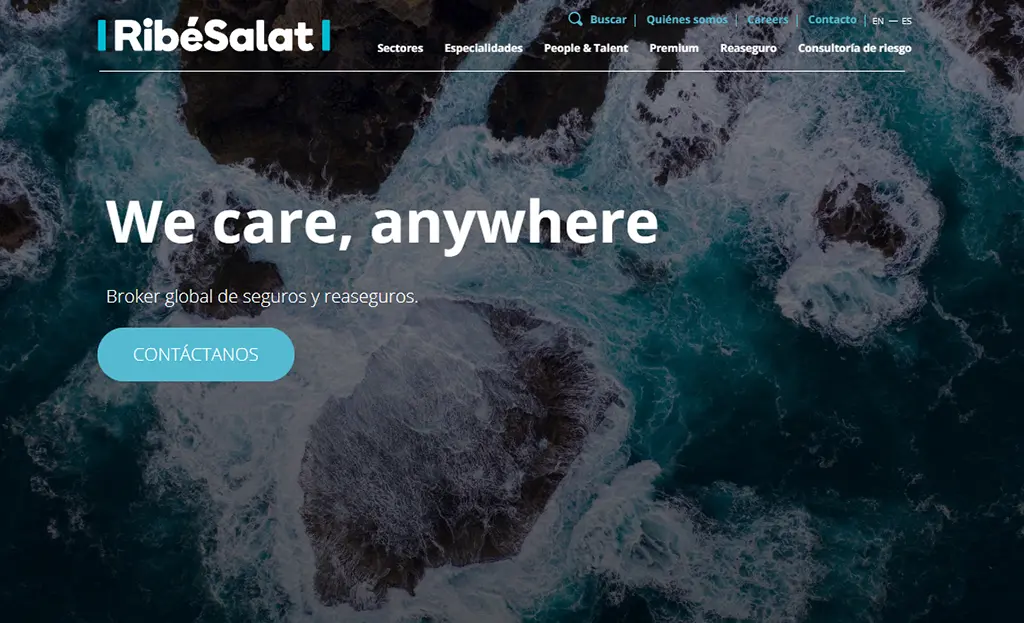 RibéSalat
Buscar | Quiénes somos | Careers | Contacto | EN — ES
Sectores Especialidades People & Talent Premium Reaseguro Consultoría de riesgo
We care, anywhere
Broker global de seguros y reaseguros.
CONTÁCTANOS